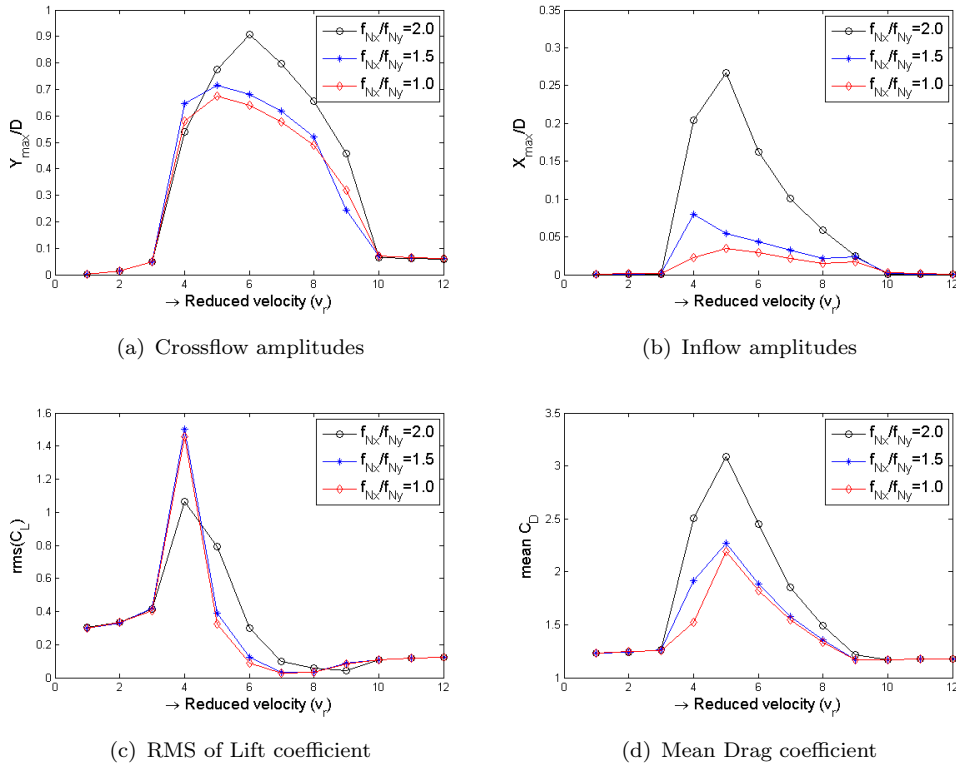 1
0.9
0.8
0.7
0.6
0.5
0.4
0.3
0.2
0.1
0
Y_max/D
0 2 4 6 8 10 12
→ Reduced velocity (v_r)
f_Nx/f_Ny=2.0
f_Nx/f_Ny=1.5
f_Nx/f_Ny=1.0
(a) Crossflow amplitudes
0.35
0.3
0.25
0.2
0.15
0.1
0.05
0
X_max/D
0 2 4 6 8 10 12
→ Reduced velocity (v_r)
f_Nx/f_Ny=2.0
f_Nx/f_Ny=1.5
f_Nx/f_Ny=1.0
(b) Inflow amplitudes
1.6
1.4
1.2
1
0.8
0.6
0.4
0.2
0
rms(C_L)
0 2 4 6 8 10 12
→ Reduced velocity (v_r)
f_Nx/f_Ny=2.0
f_Nx/f_Ny=1.5
f_Nx/f_Ny=1.0
(c) RMS of Lift coefficient
3.5
3
2.5
2
1.5
1
mean C_D
0 2 4 6 8 10 12
→ Reduced velocity (v_r)
f_Nx/f_Ny=2.0
f_Nx/f_Ny=1.5
f_Nx/f_Ny=1.0
(d) Mean Drag coefficient